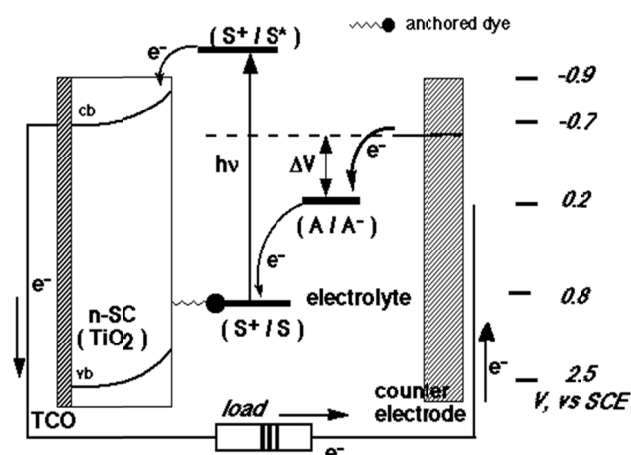 anchored dye
(S⁺ / S*)
e⁻
-0.9
cb
-0.7
hν
ΔV
e⁻
0.2
(A / A⁻)
e⁻
e⁻
electrolyte
0.8
n-SC
(TiO₂)
(S⁺ / S)
vb
e⁻
2.5
counter
electrode
V, vs SCE
TCO
load
e⁻